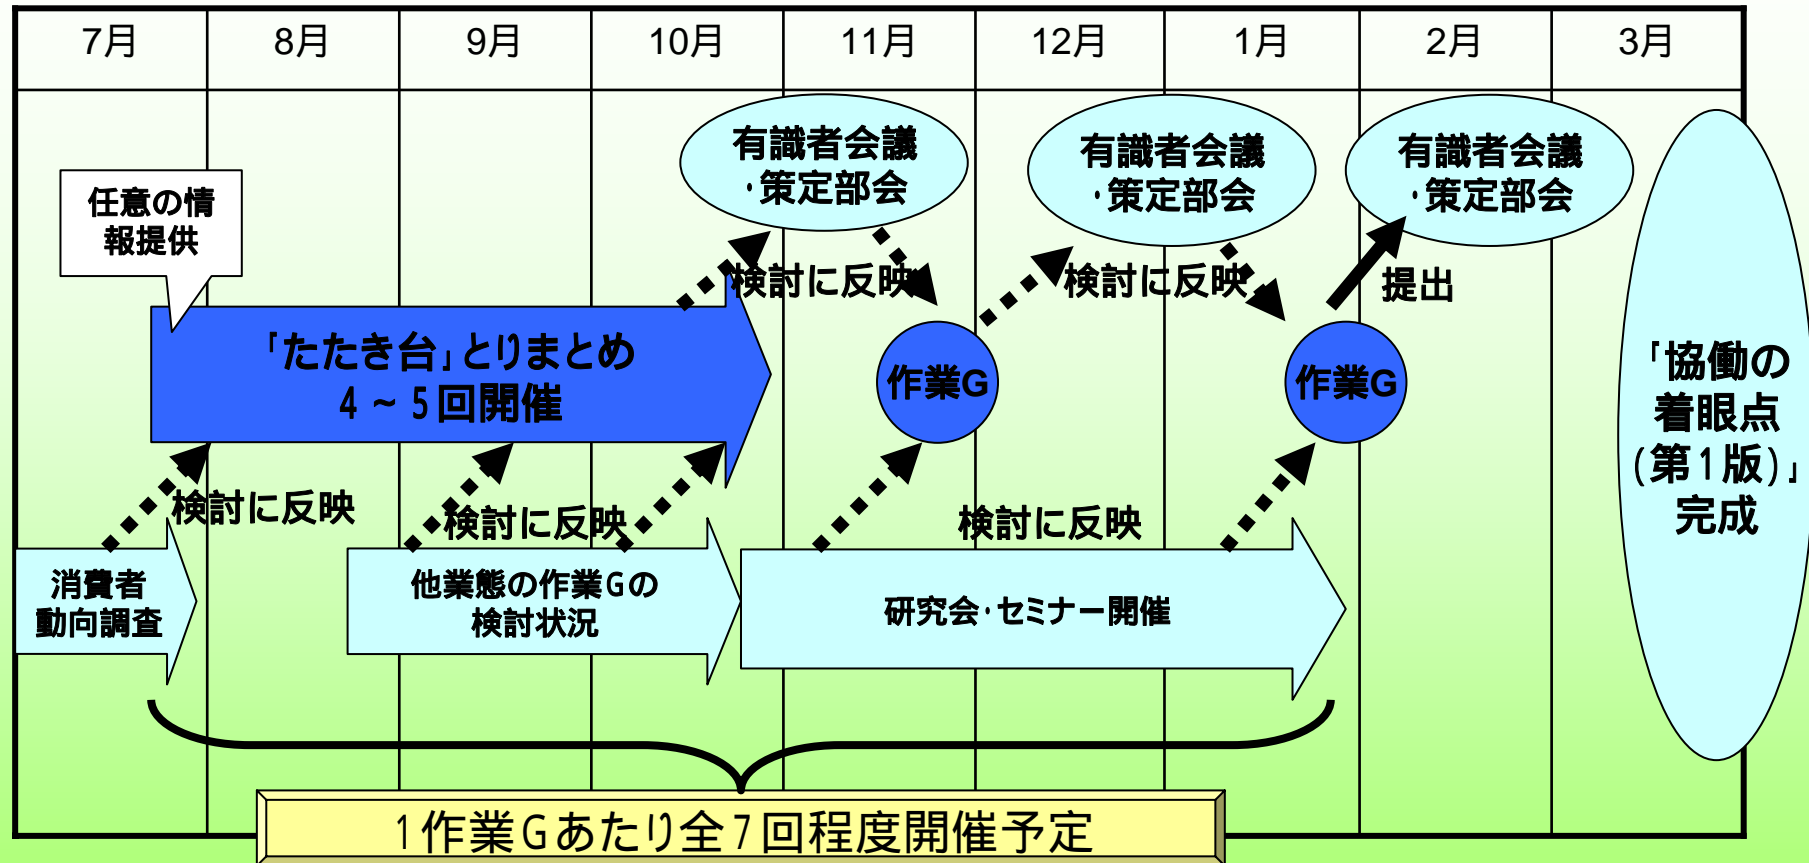 7月 8月 9月 10月 11月 12月 1月 2月 3月
有識者会議
・策定部会
有識者会議
・策定部会
有識者会議
・策定部会
任意の情
報提供
検討に反映
検討に反映
提出
「たたき台」とりまとめ
4～5回開催
作業G
作業G
「協働の
着眼点
(第1版)」
完成
検討に反映
検討に反映
検討に反映
消費者
動向調査
他業態の作業Gの
検討状況
研究会・セミナー開催
1作業Gあたり全7回程度開催予定